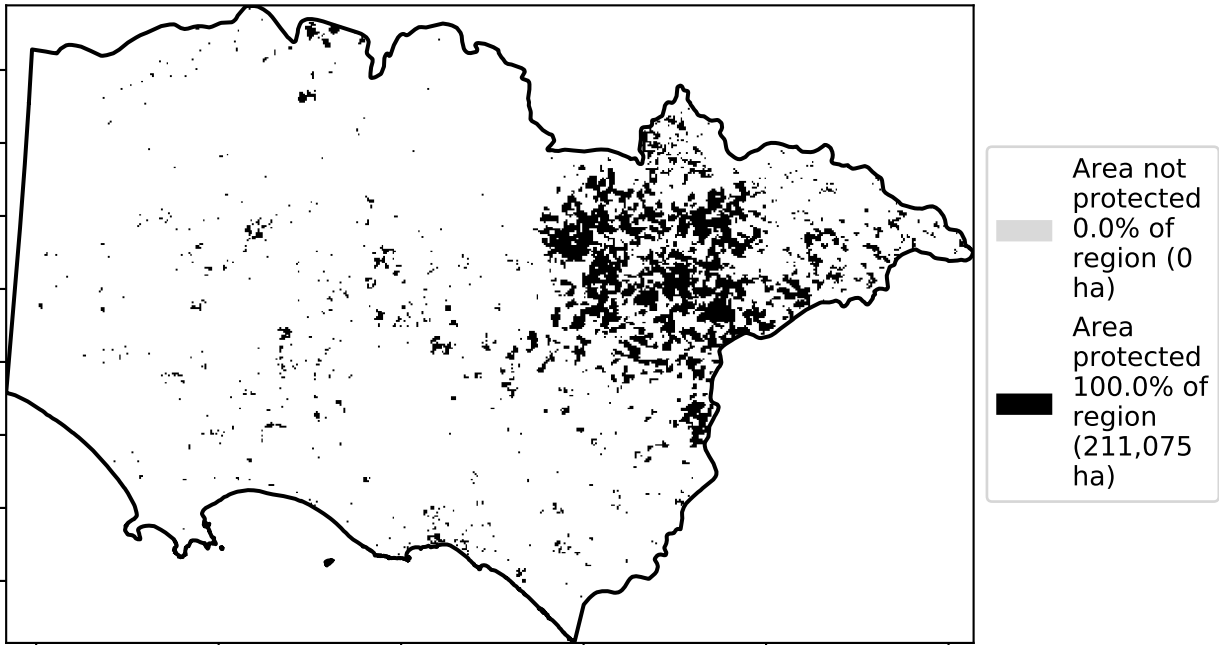 Area not
protected
0.0% of
region (0
ha)
Area
protected
100.0% of
region
(211,075
ha)